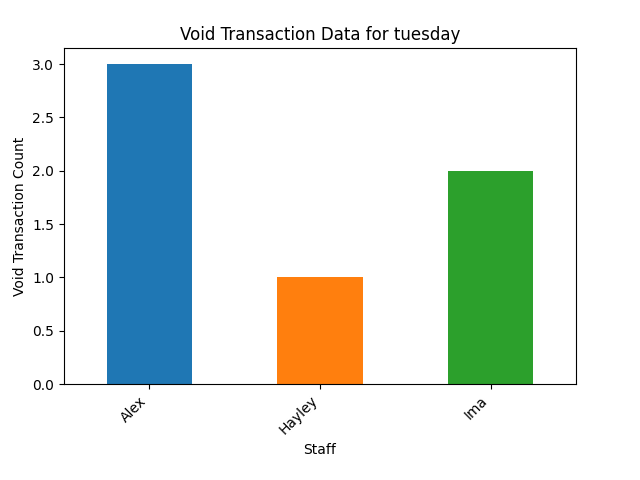 Void Transaction Data for tuesday
3.0
2.5
2.0
1.5
1.0
0.5
0.0
Void Transaction Count
Alex
Hayley
Ima
Staff